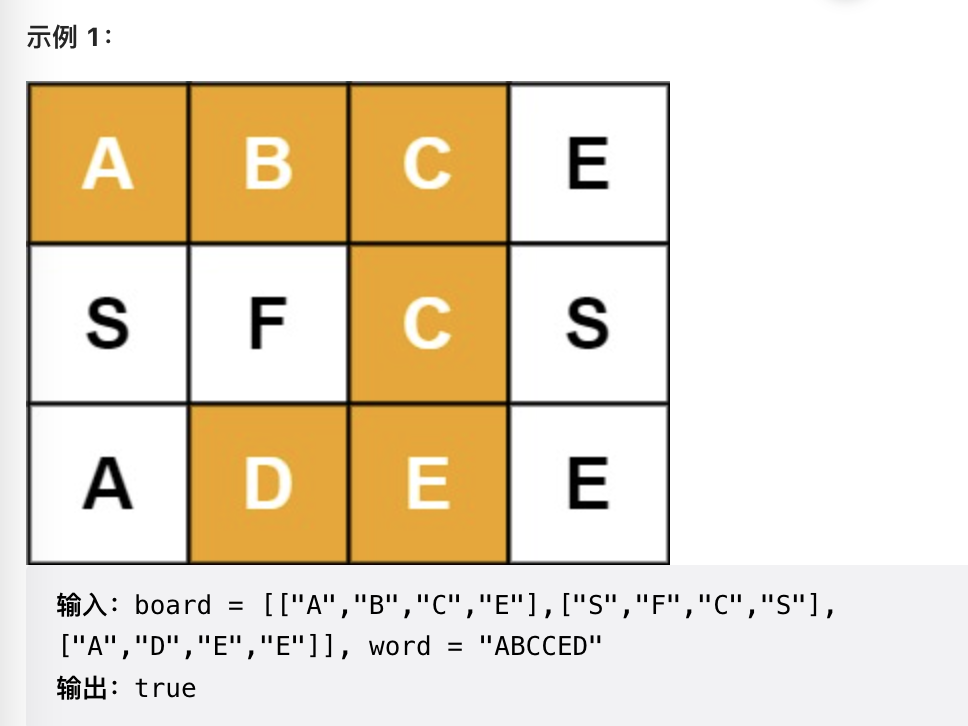 示例 1：
A B C E
S F C S
A D E E
输入：board = [["A","B","C","E"],["S","F","C","S"],
["A","D","E","E"]], word = "ABCCED"
输出：true